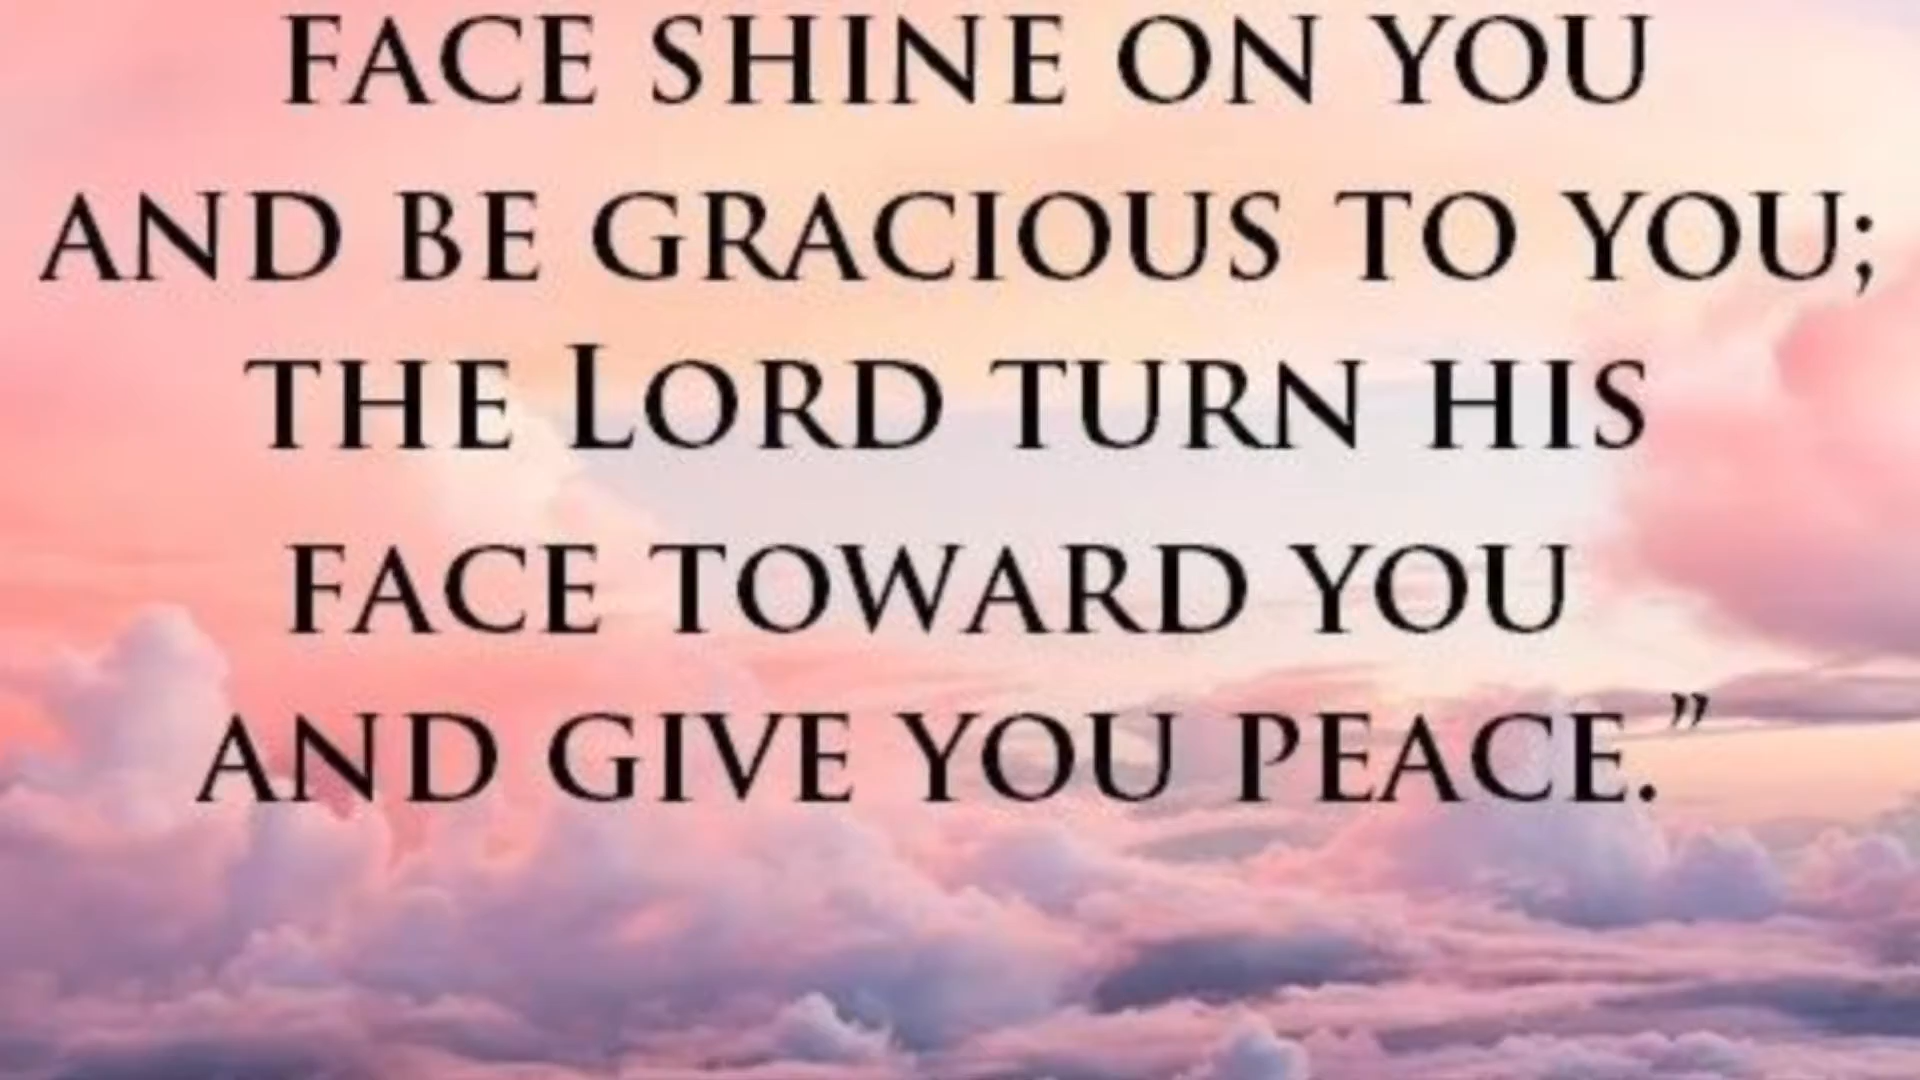 FACE SHINE ON YOU
AND BE GRACIOUS TO YOU;
THE LORD TURN HIS
FACE TOWARD YOU
AND GIVE YOU PEACE.”